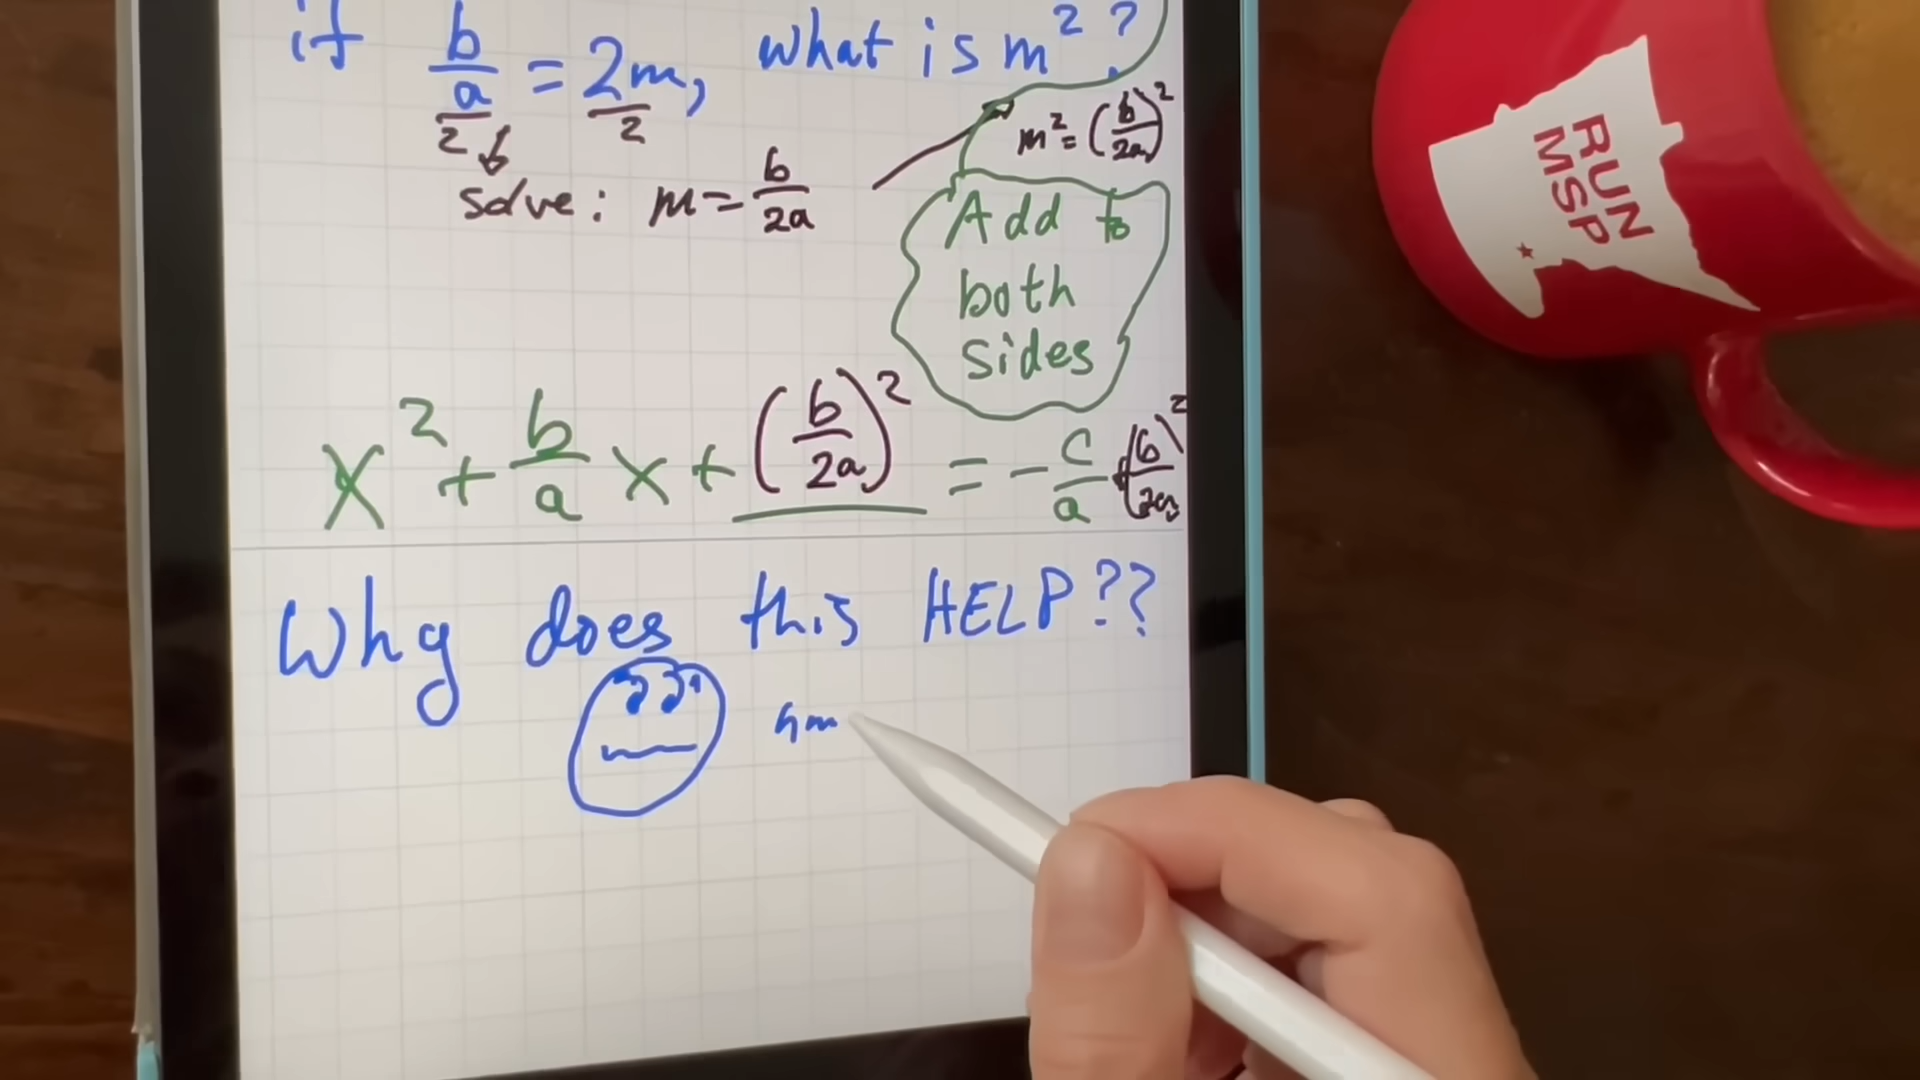 if b/a / 2 = 2m, / 2 what is m²?
m² = (b/2a)²
solve: m = b/2a
Add to
both
sides
x² + b/a x + (b/2a)² = -c/a + (b/2a)²
Why does this HELP??
hm
RUN
MSP